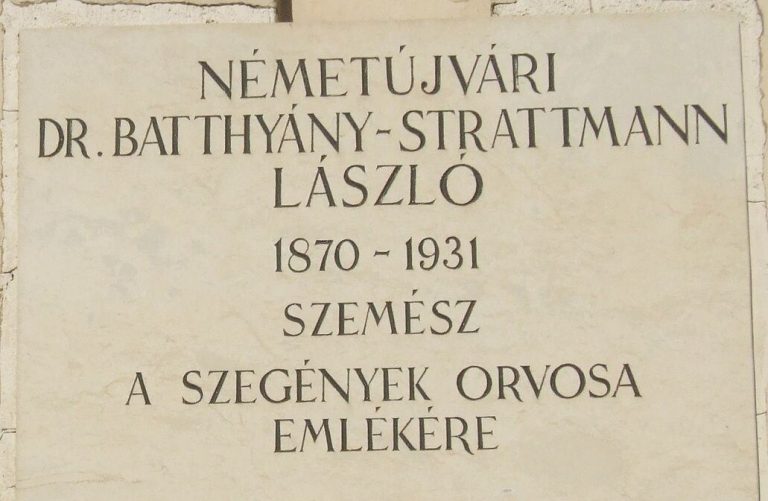 NÉMETÚJVÁRI
DR. BATTHYÁNY-STRATTMANN
LÁSZLÓ
1870 - 1931
SZEMÉSZ
A SZEGÉNYEK ORVOSA
EMLÉKÉRE